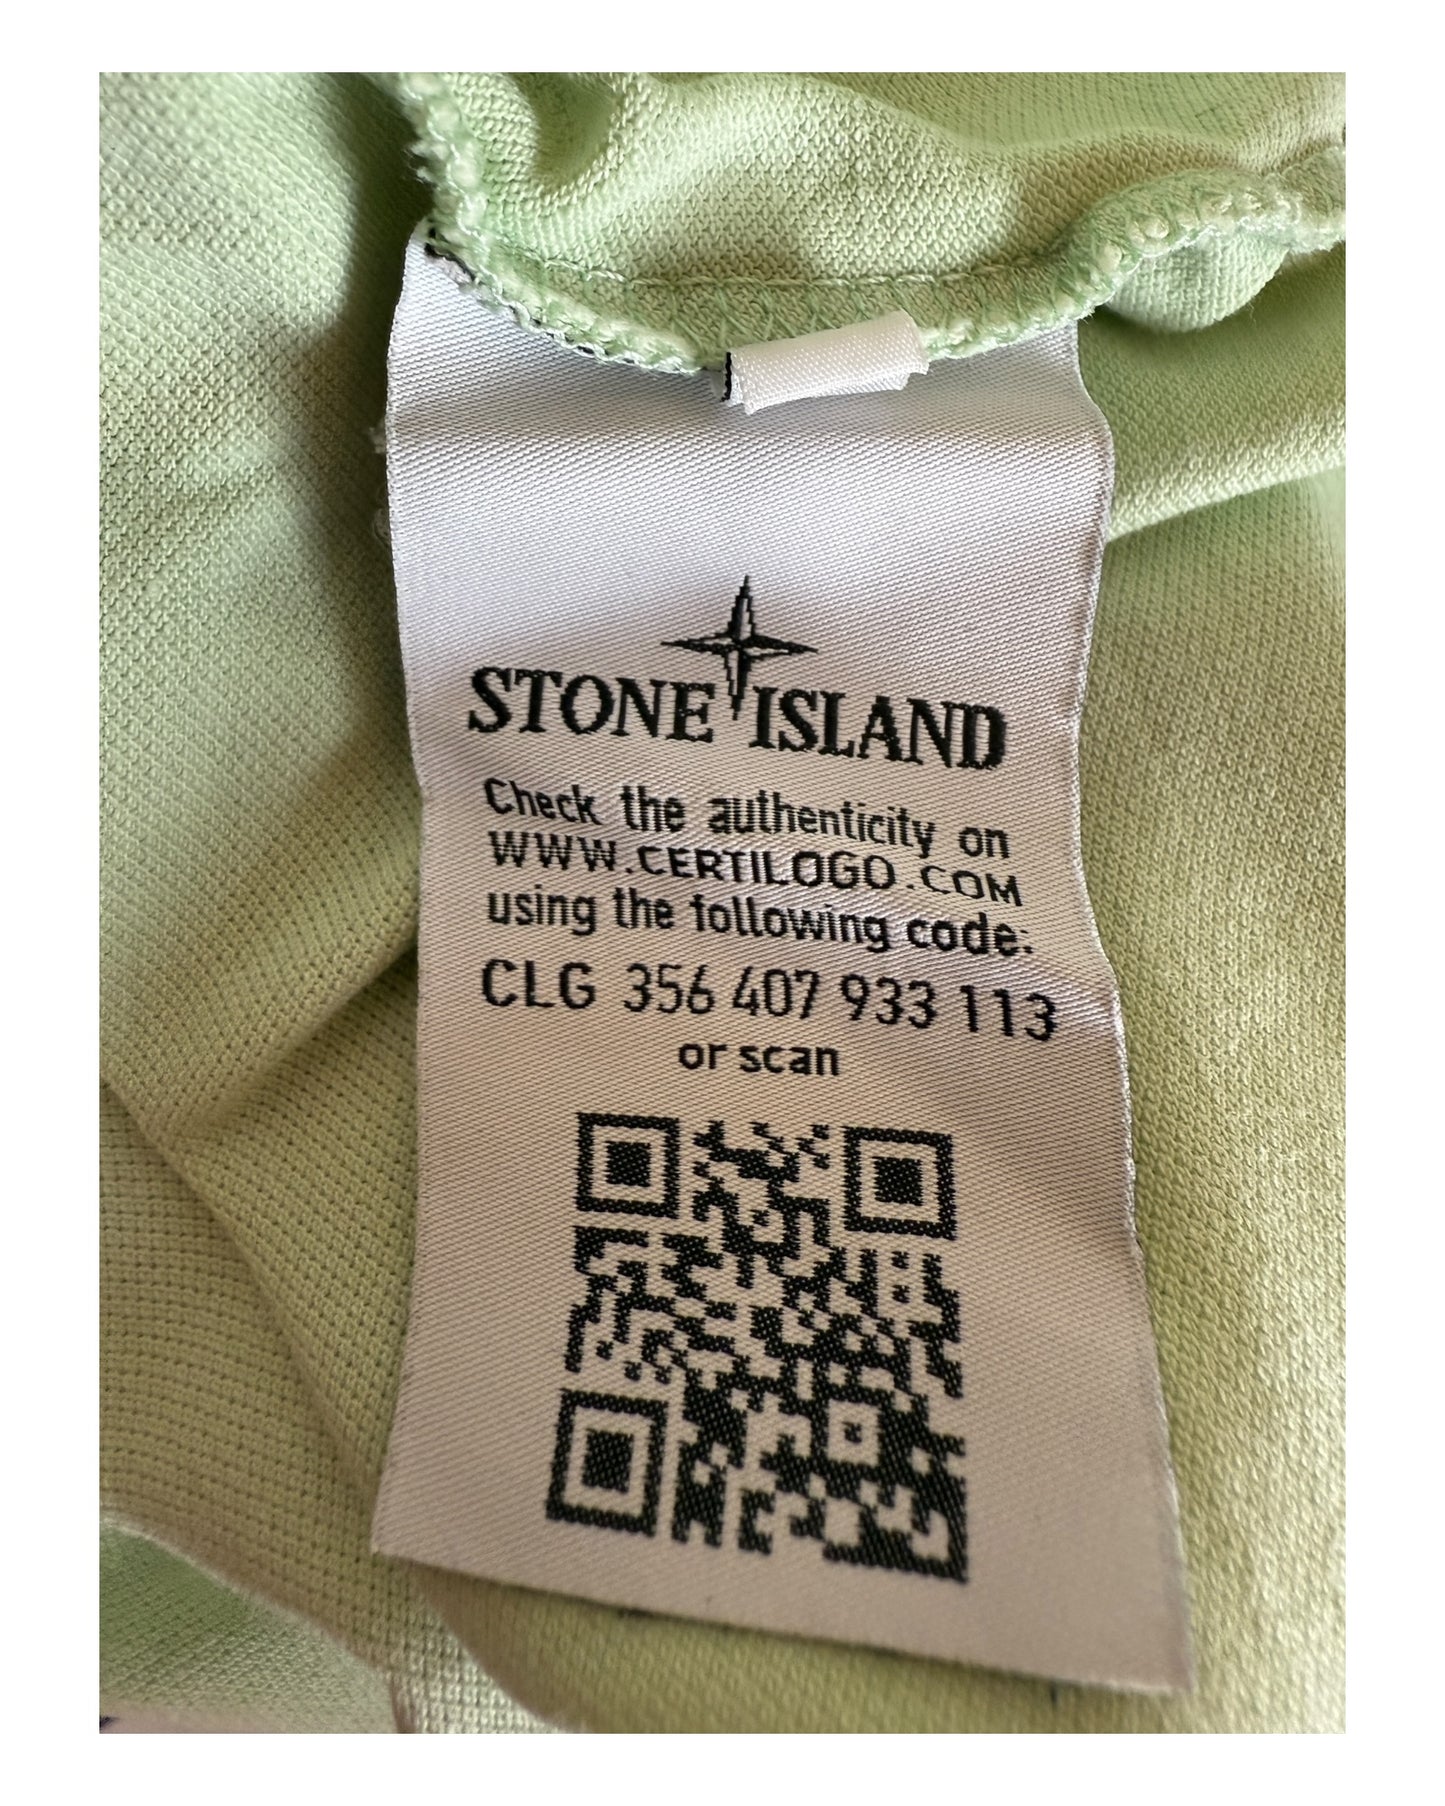 STONE ISLAND
Check the authenticity on
WWW.CERTILOGO.COM
using the following code:
CLG 356 407 933 113
or scan